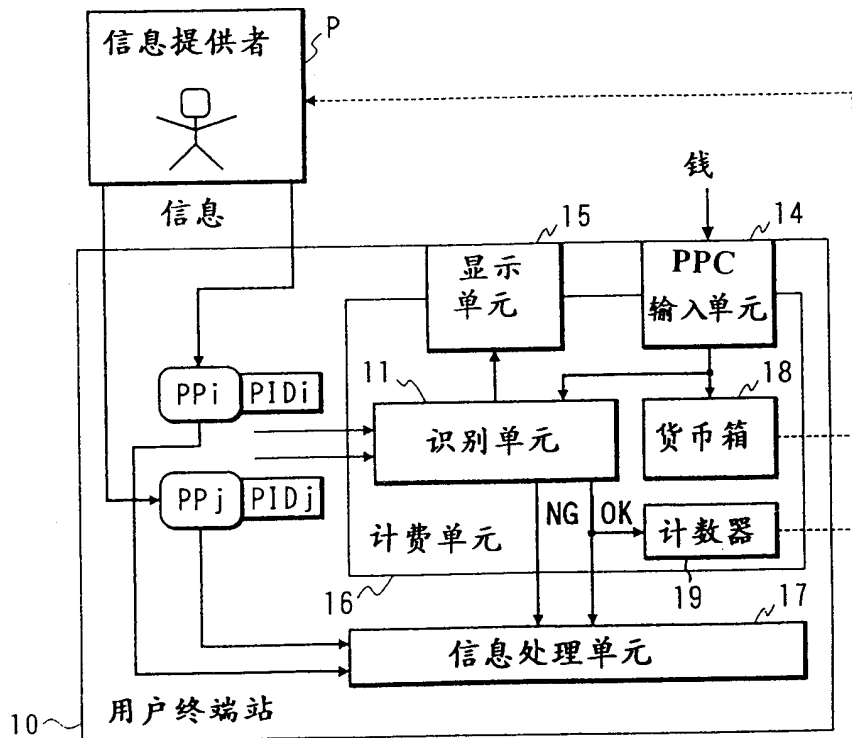 信息提供者
P
信息
钱
15
14
显示
单元
PPC
输入单元
11
18
PPi
PIDi
识别单元
货币箱
PPj
PIDj
NG
OK
计数器
计费单元
16
19
17
信息处理单元
用户终端站
10